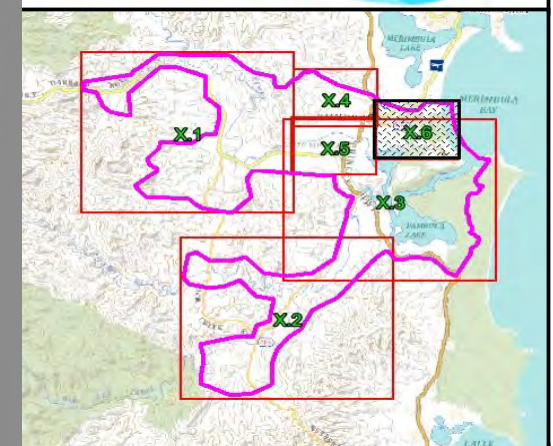 MERIMBULA
LAKE
MERIMBULA
BAY
X.4
X.6
X.1
X.5
X.3
PAMBULA
LAKE
X.2